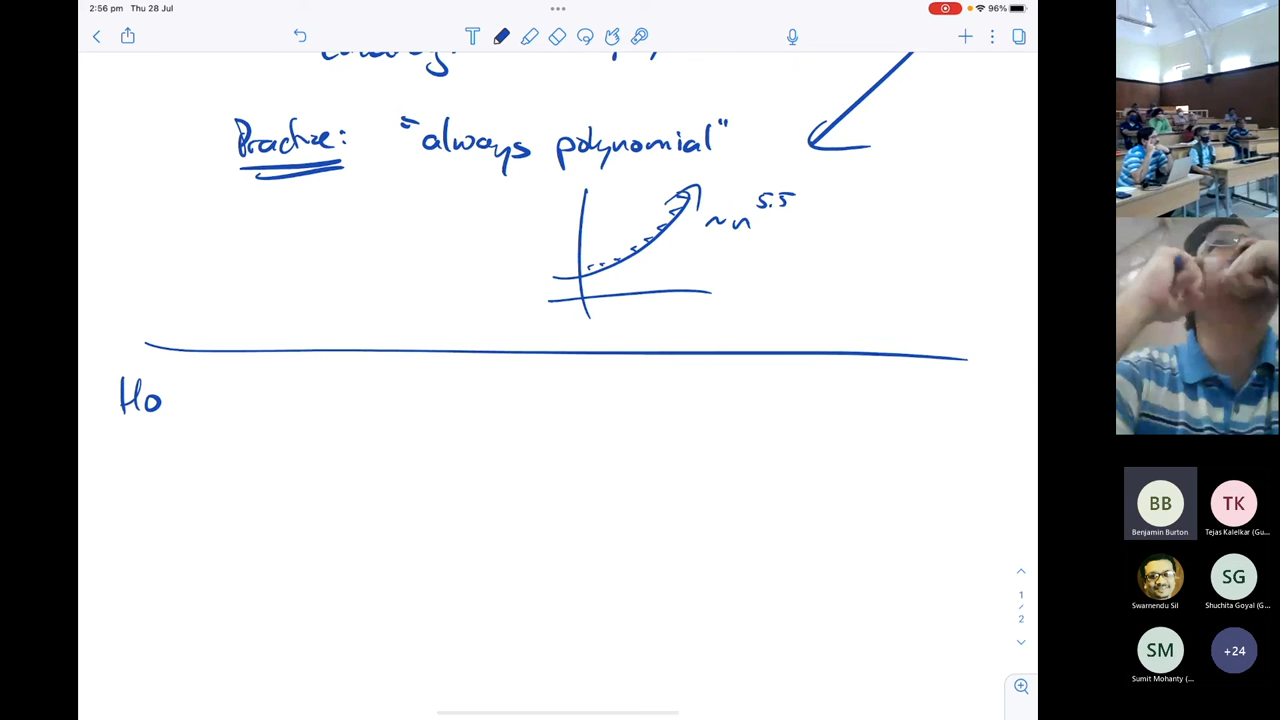 2:56 pm Thu 28 Jul
96%
T
Practice: "always polynomial"
~n^5.5
Ho
1
/
2
BB
Benjamin Burton
TK
Tejas Kalelkar (Gu...
Swarnendu Sil
SG
Shuchita Goyal (G...
SM
Sumit Mohanty (...
+24